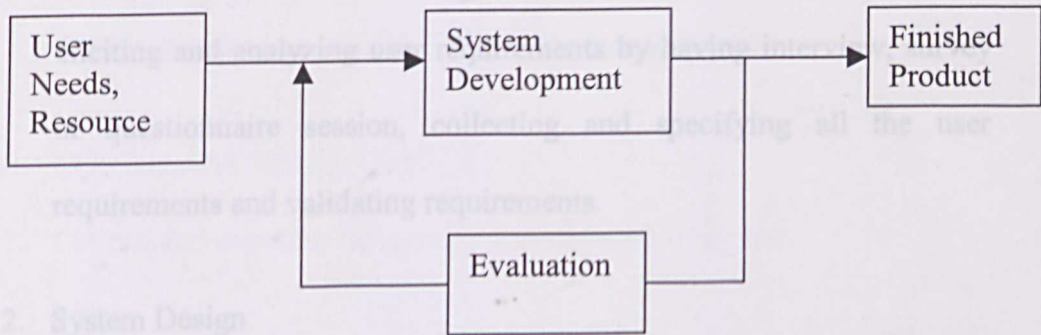 User
Needs,
Resource
System
Development
Finished
Product
Evaluation
eliciting and analyzing user requirements by having interview, survey
questionnaire session, collecting and specifying all the user
requirements and validating requirements
2. System Design